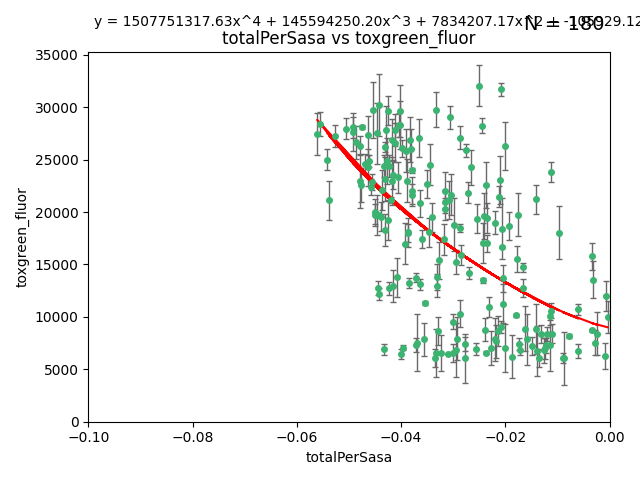 y = 1507751317.63x^4 + 145594250.20x^3 + 7834207.17x^2 +
N = 180
totalPerSasa vs toxgreen_fluor
35000
30000
25000
20000
15000
10000
5000
0
toxgreen_fluor
−0.10 −0.08 −0.06 −0.04 −0.02 0.00
totalPerSasa